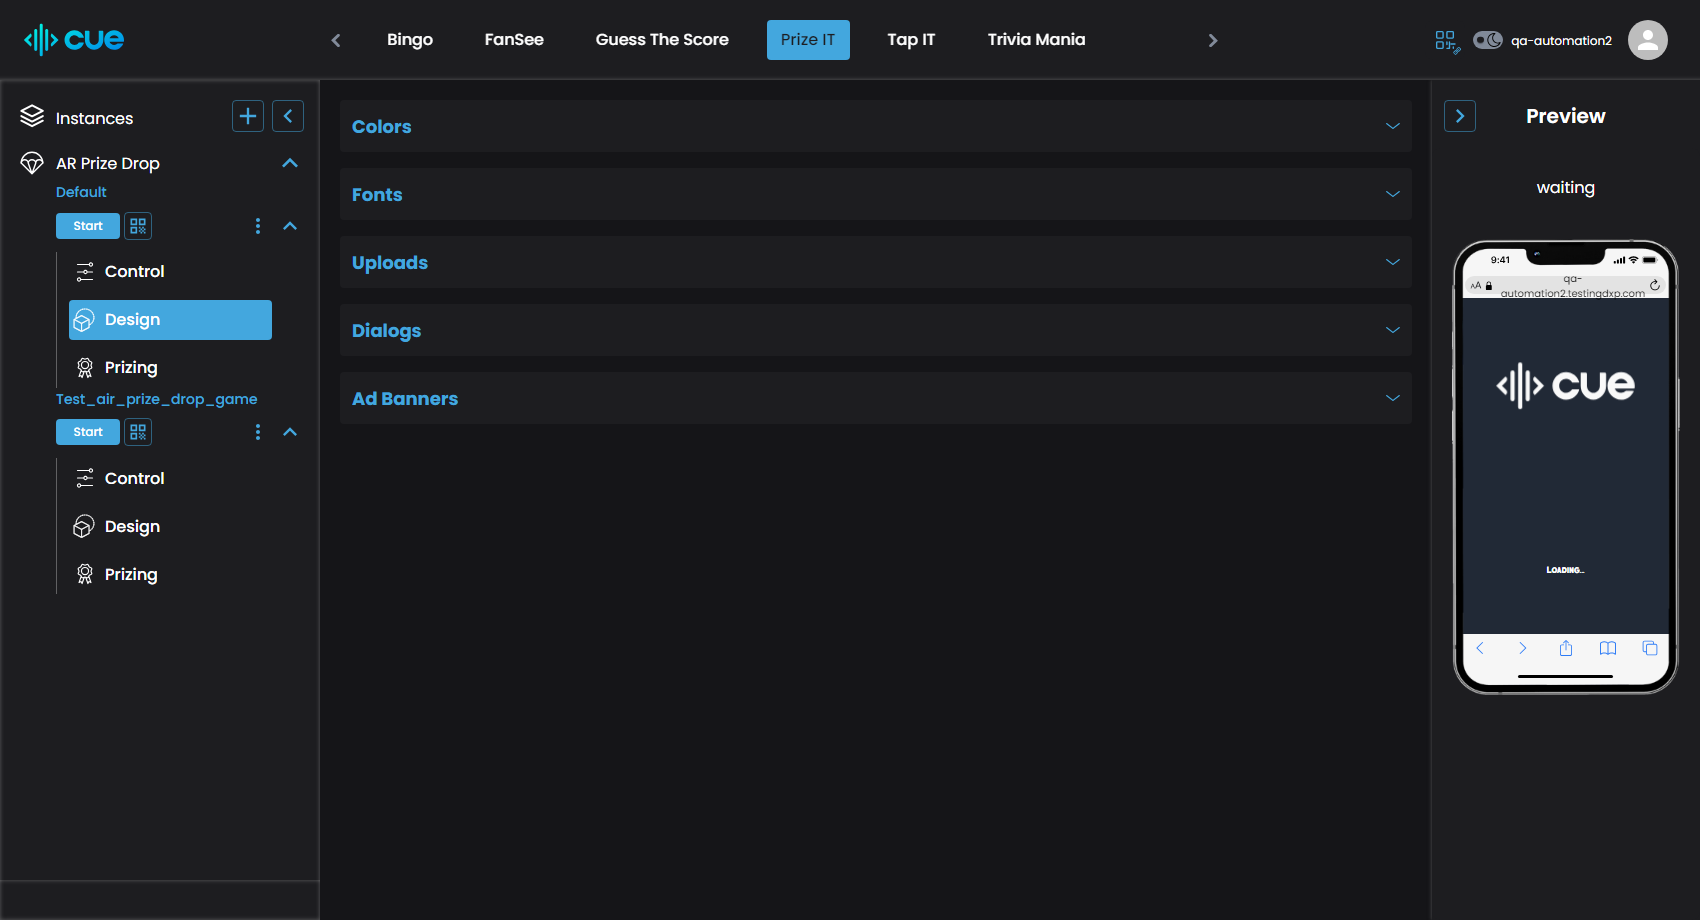 cue
Bingo
FanSee
Guess The Score
Prize IT
Tap IT
Trivia Mania
qa-automation2
Instances
AR Prize Drop
Default
Start
Control
Design
Prizing
Test_air_prize_drop_game
Start
Control
Design
Prizing
Colors
Fonts
Uploads
Dialogs
Ad Banners
Preview
waiting
9:41
AA
qa-
automation2.testingdxp.com
cue
LOADING...